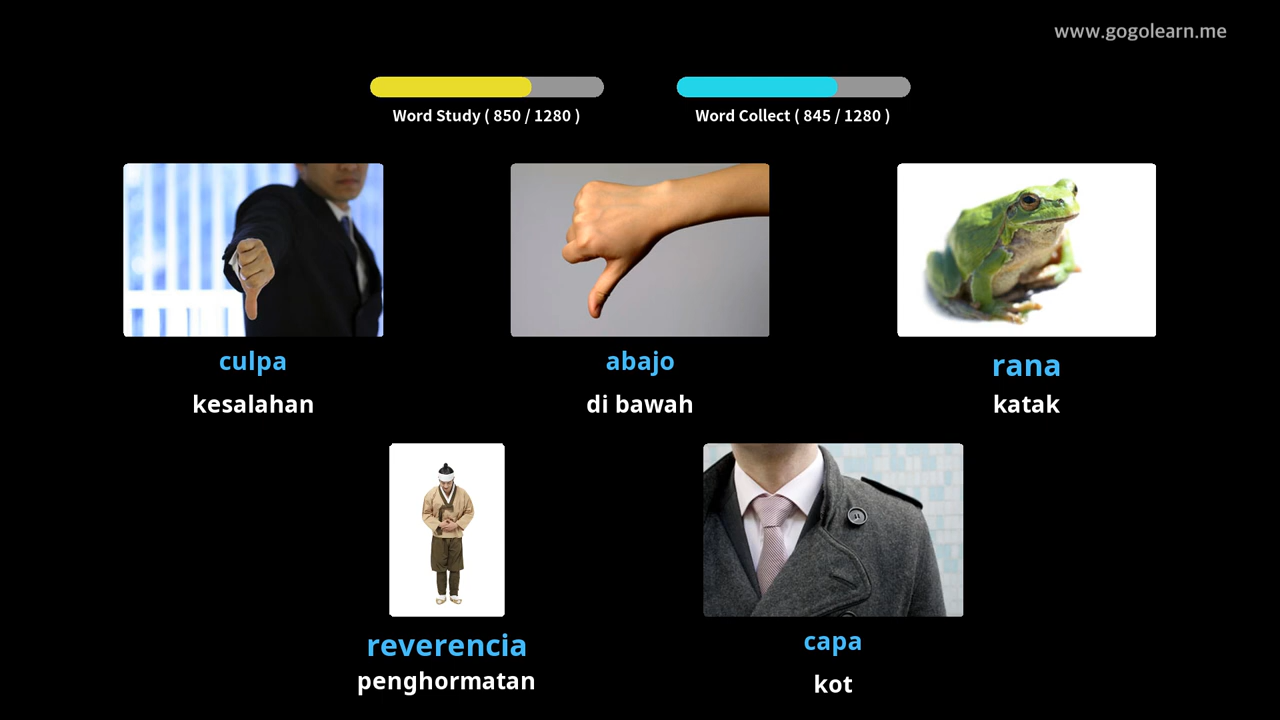 www.gogolearn.me
Word Study ( 850 / 1280 )
Word Collect ( 845 / 1280 )
culpa
abajo
rana
kesalahan
di bawah
katak
reverencia
capa
penghormatan
kot